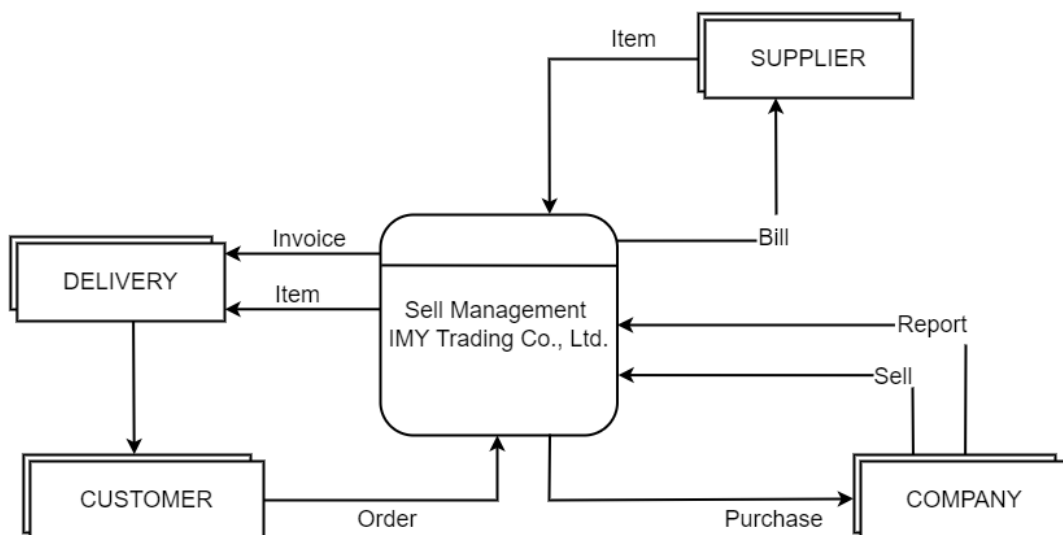 Item
SUPPLIER
Invoice
Bill
DELIVERY
Item
Sell Management
IMY Trading Co., Ltd.
Report
Sell
CUSTOMER
COMPANY
Order
Purchase